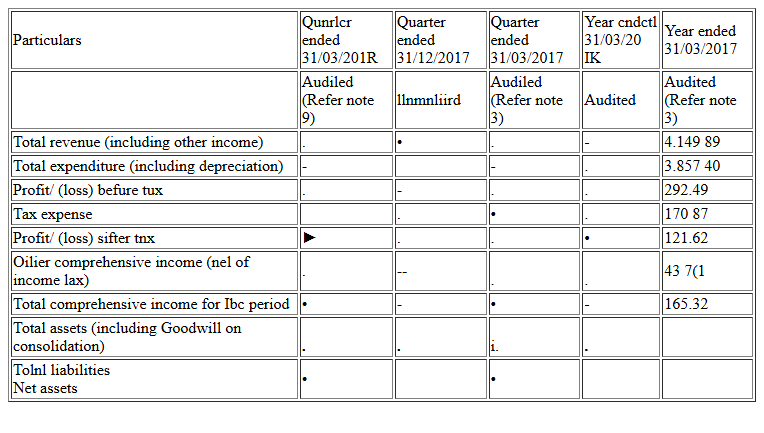 Particulars Qunrlcr ended 31/03/201R Quarter ended 31/12/2017 Quarter ended 31/03/2017 Year cndctl 31/03/20 IK Year ended 31/03/2017
Audiled (Refer note 9) llnmnliird Audiled (Refer note 3) Audited Audited (Refer note 3)
Total revenue (including other income) . • . - 4.149 89
Total expenditure (including depreciation) - - . 3.857 40
Profit/ (loss) befure tux . - . . 292.49
Tax expense . • . 170 87
Profit/ (loss) sifter tnx ► . . • 121.62
Oilier comprehensive income (nel of income lax) . -- . . 43 7(1
Total comprehensive income for Ibc period • - • - 165.32
Total assets (including Goodwill on consolidation) . . i. .
Tolnl liabilities
Net assets • •